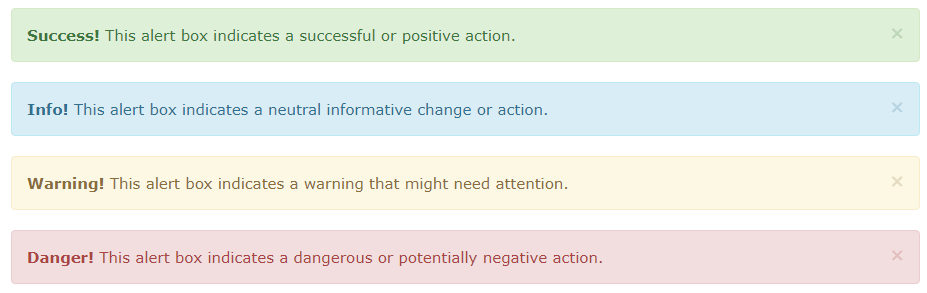 Success! This alert box indicates a successful or positive action. ×
Info! This alert box indicates a neutral informative change or action. ×
Warning! This alert box indicates a warning that might need attention. ×
Danger! This alert box indicates a dangerous or potentially negative action. ×